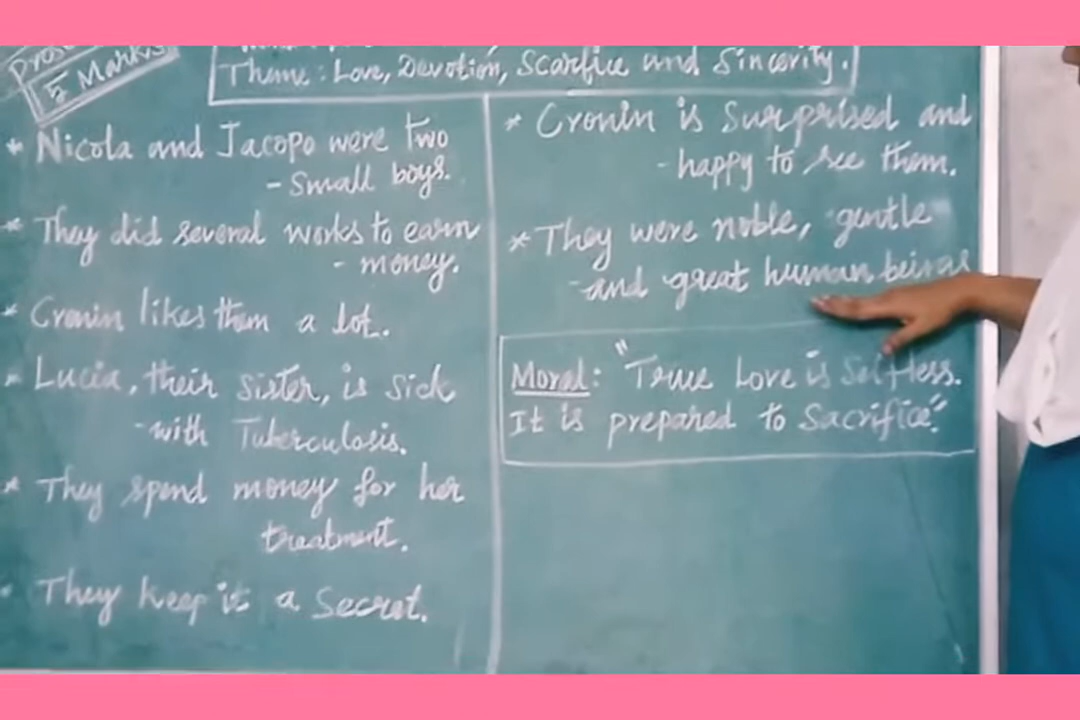 5 Marks
Theme: Love, Devotion, Scarfice and Sincerity.
* Nicola and Jacopo were two
- Small boys.
* They did several works to earn
- money.
* Cronin likes them a lot.
* Lucia, their sister, is sick
- with Tuberculosis.
* They spend money for her
treatment.
* They keep it a Secret.
* Cronin is Surprised and
- happy to see them.
* They were noble, gentle
- and great human beings
Moral: "True Love is Selfless.
It is prepared to Sacrifice".